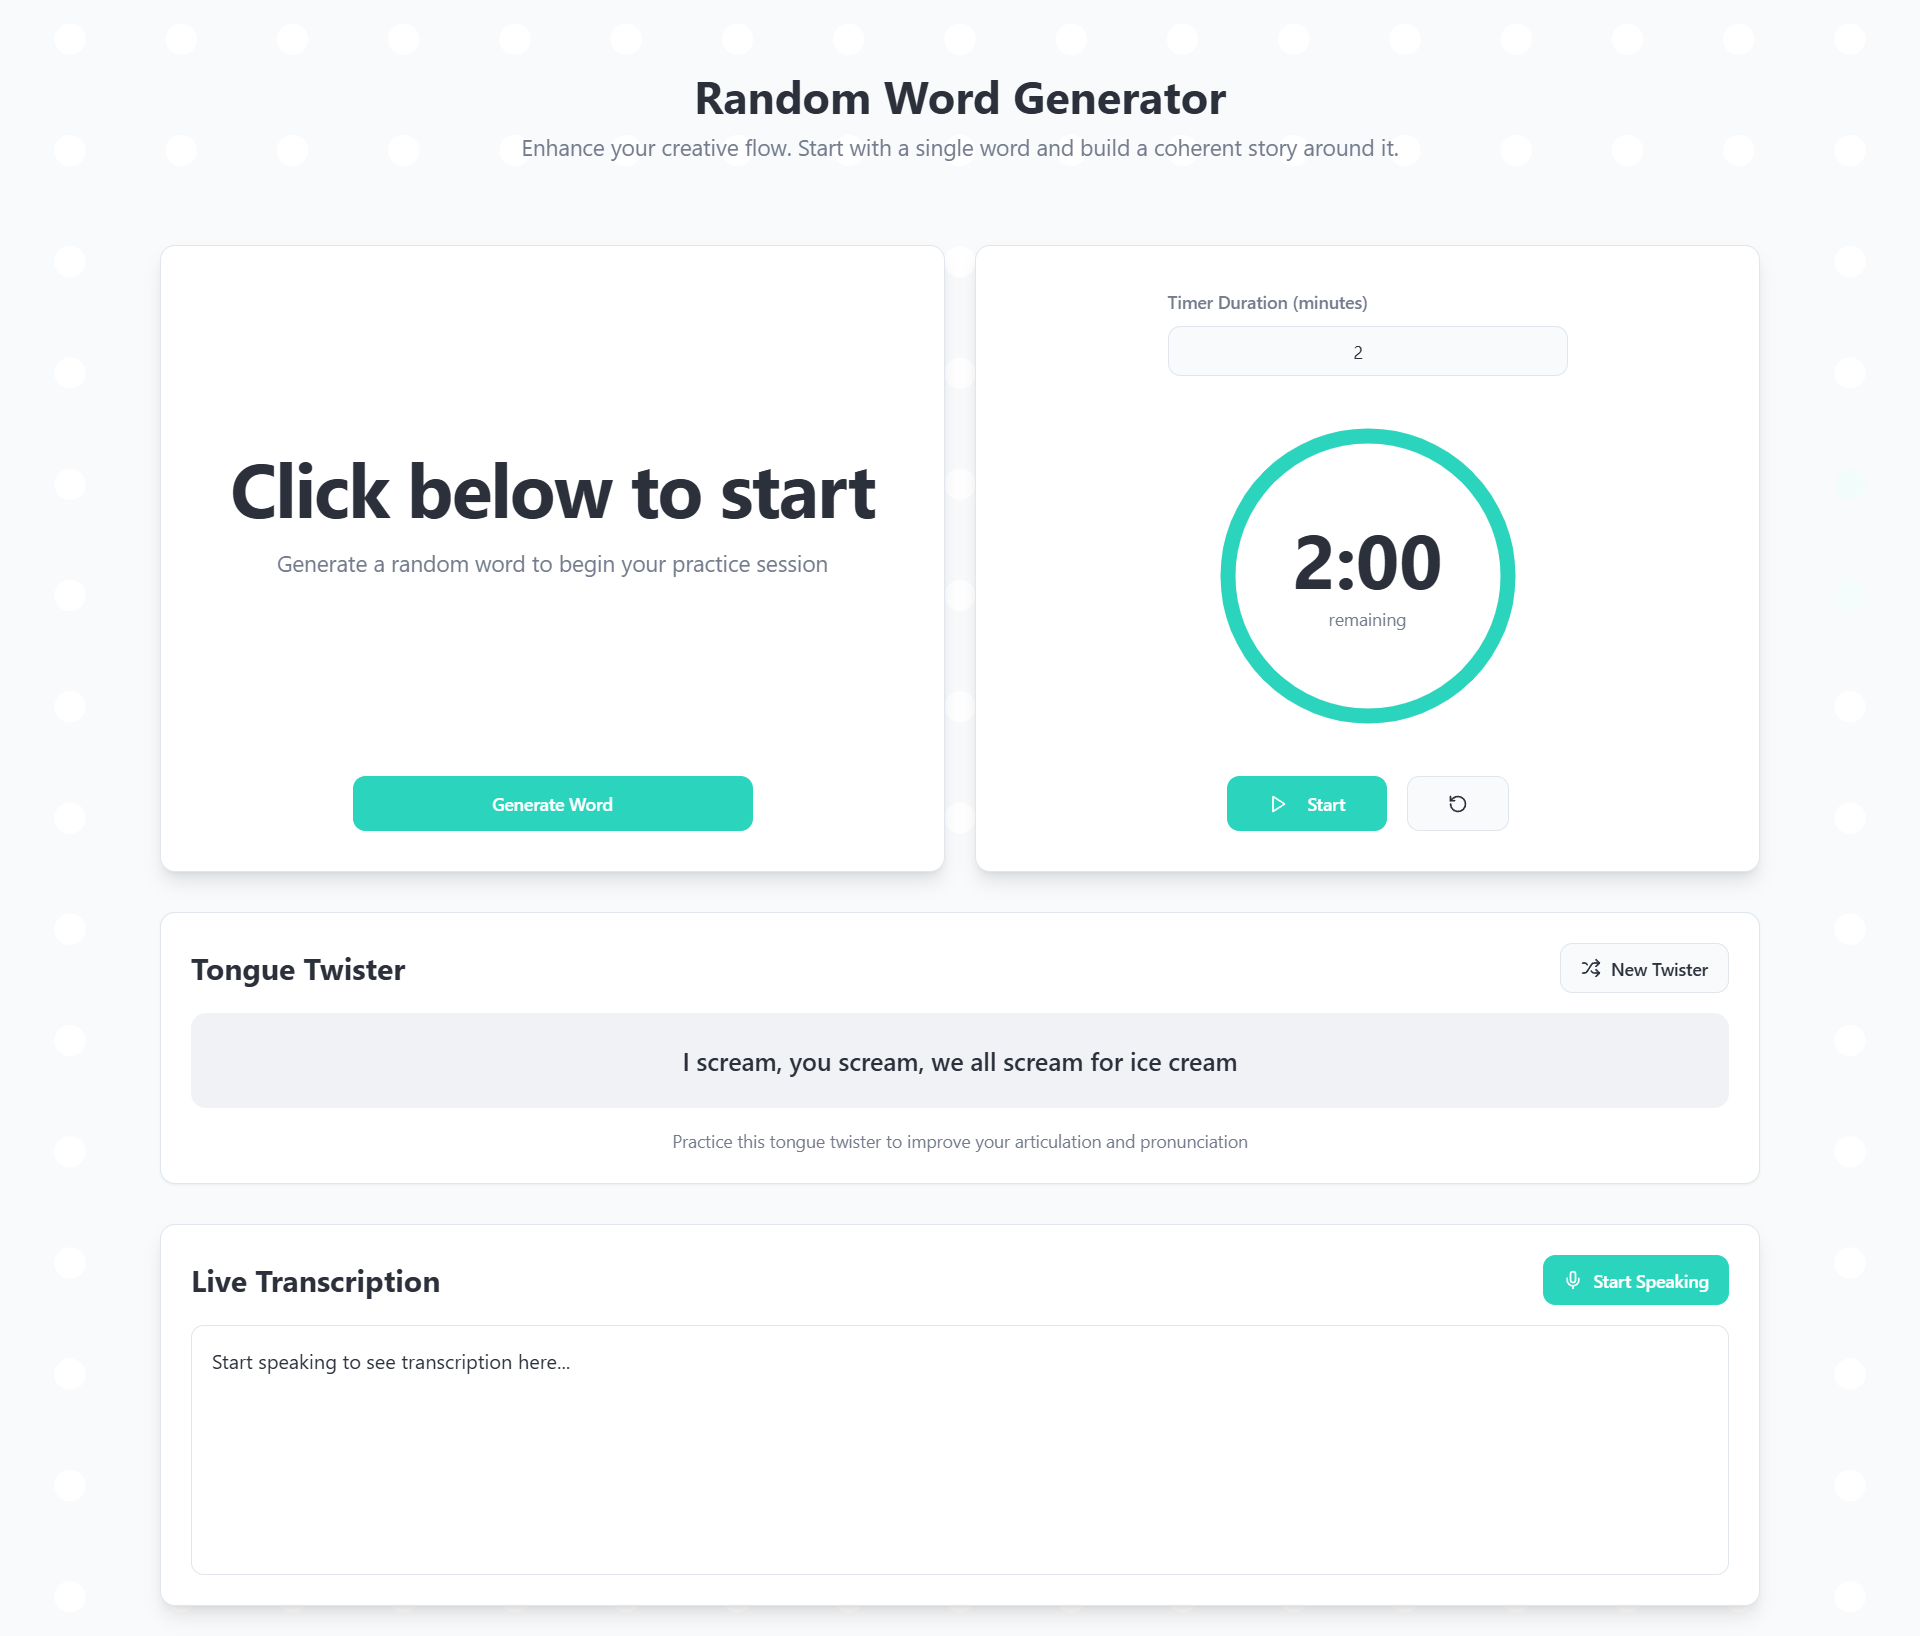 Random Word Generator
Enhance your creative flow. Start with a single word and build a coherent story around it.
Click below to start
Generate a random word to begin your practice session
Generate Word
Timer Duration (minutes)
2
2:00
remaining
Start
Tongue Twister
New Twister
I scream, you scream, we all scream for ice cream
Practice this tongue twister to improve your articulation and pronunciation
Live Transcription
Start Speaking
Start speaking to see transcription here...